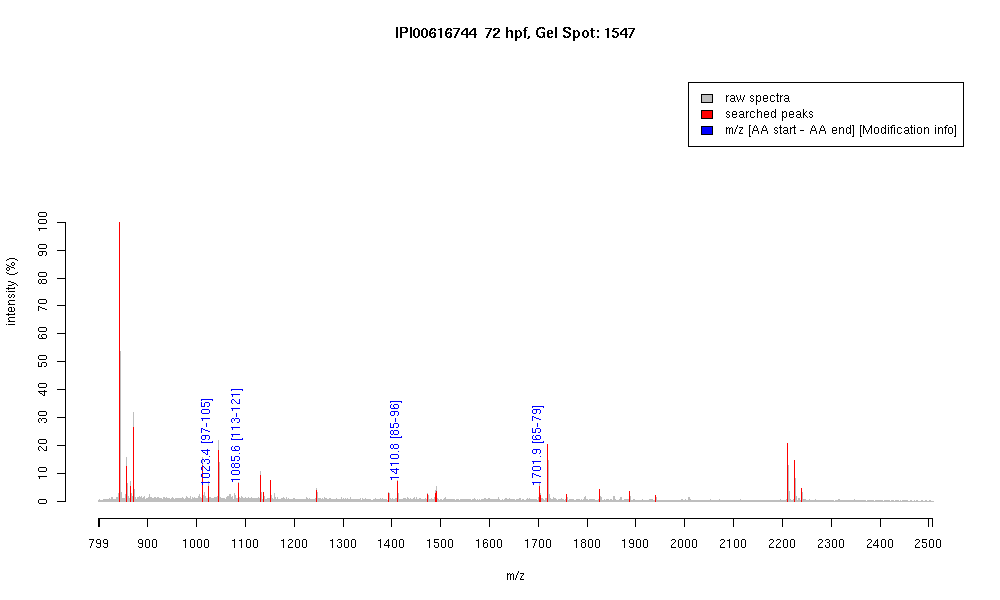 IPI00616744 72 hpf, Gel Spot: 1547
raw spectra
searched peaks
m/z [AA start - AA end] [Modification info]
intensity (%)
100
90
80
70
60
50
40
30
20
10
0
1023.4 [97-105]
1085.6 [113-121]
1410.8 [85-96]
1701.9 [65-79]
799 900 1000 1100 1200 1300 1400 1500 1600 1700 1800 1900 2000 2100 2200 2300 2400 2500
m/z